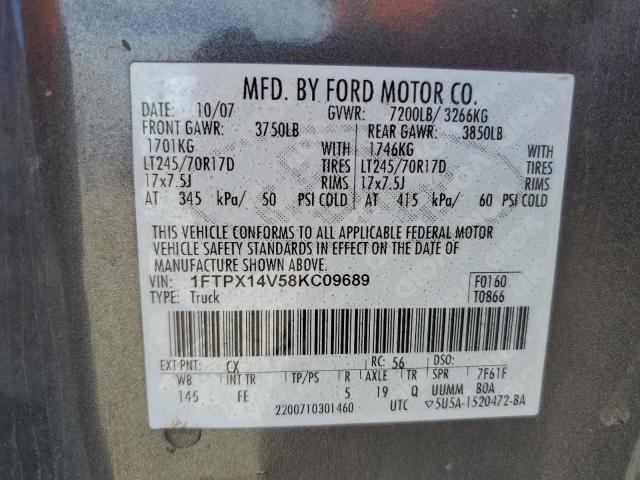 MFD. BY FORD MOTOR CO.
DATE: 10/07 GVWR: 7200LB/ 3266KG
FRONT GAWR: 3750LB REAR GAWR: 3850LB
1701KG 1746KG
LT245/70R17D TIRES LT245/70R17D TIRES
17x7.5J RIMS 17x7.5J RIMS
AT 345 kPa/ 50 PSI COLD AT 415 kPa/ 60 PSI COLD
THIS VEHICLE CONFORMS TO ALL APPLICABLE FEDERAL MOTOR
VEHICLE SAFETY STANDARDS IN EFFECT ON THE DATE OF
MANUFACTURE SHOWN ABOVE.
VIN: 1FTPX14V58KC09689 F0160
TYPE: Truck T0866
EXT PNT: CX RC: 56 DSO:
WB INT TR TP/PS R AXLE TR SPR 7F61F
145 FE 5 19 Q UUMM BOA
2200710301460 UTC ▽5U5A-1520472-BA